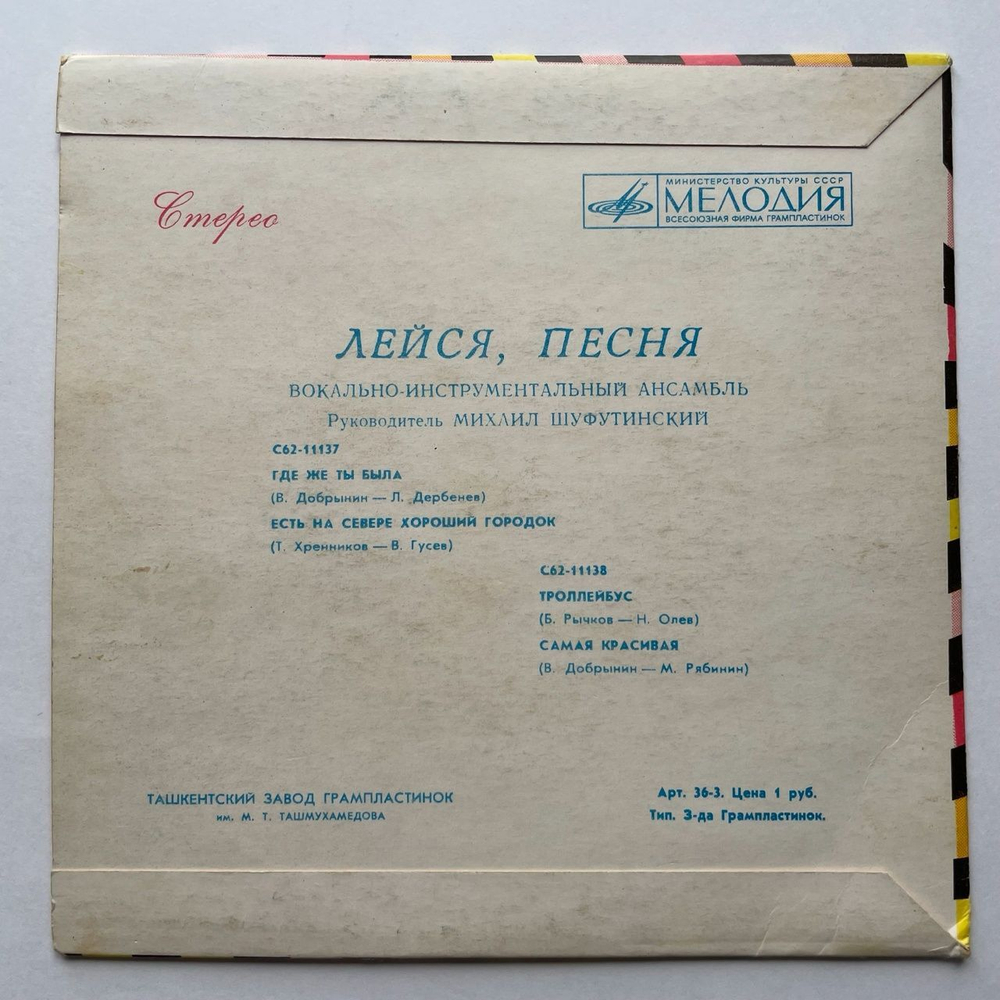 Стерео
МИНИСТЕРСТВО КУЛЬТУРЫ СССР
МЕЛОДИЯ
ВСЕСОЮЗНАЯ ФИРМА ГРАМПЛАСТИНОК
ЛЕЙСЯ, ПЕСНЯ
ВОКАЛЬНО-ИНСТРУМЕНТАЛЬНЫЙ АНСАМБЛЬ
Руководитель МИХАИЛ ШУФУТИНСКИЙ
С62-11137
ГДЕ ЖЕ ТЫ БЫЛА
(В. Добрынин — Л. Дербенев)
ЕСТЬ НА СЕВЕРЕ ХОРОШИЙ ГОРОДОК
(Т. Хренников — В. Гусев)
С62-11138
ТРОЛЛЕЙБУС
(Б. Рычков — Н. Олев)
САМАЯ КРАСИВАЯ
(В. Добрынин — М. Рябинин)
ТАШКЕНТСКИЙ ЗАВОД ГРАМПЛАСТИНОК
им. М. Т. ТАШМУХАМЕДОВА
Арт. 36-3. Цена 1 руб.
Тип. З-да Грампластинок.